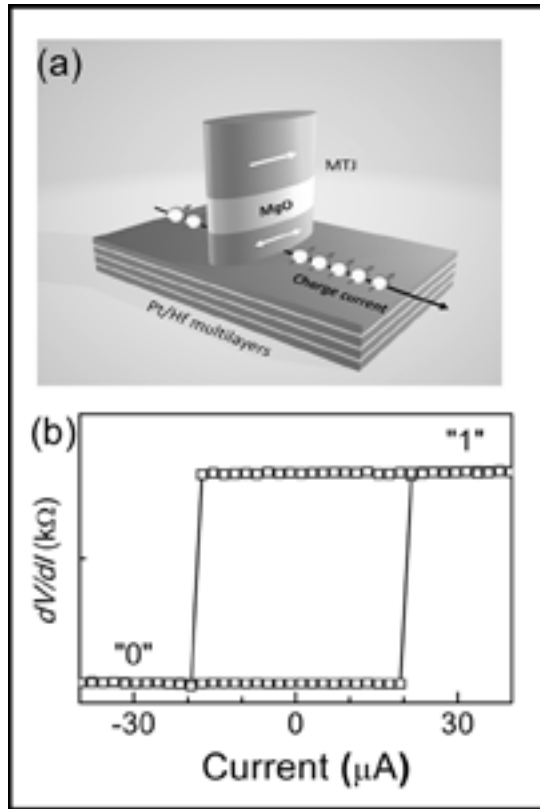 (a)
MTJ
MgO
Charge current
Pt/Hf multilayers
(b)
"1"
dV/dI (kΩ)
"0"
-30
0
30
Current (μA)